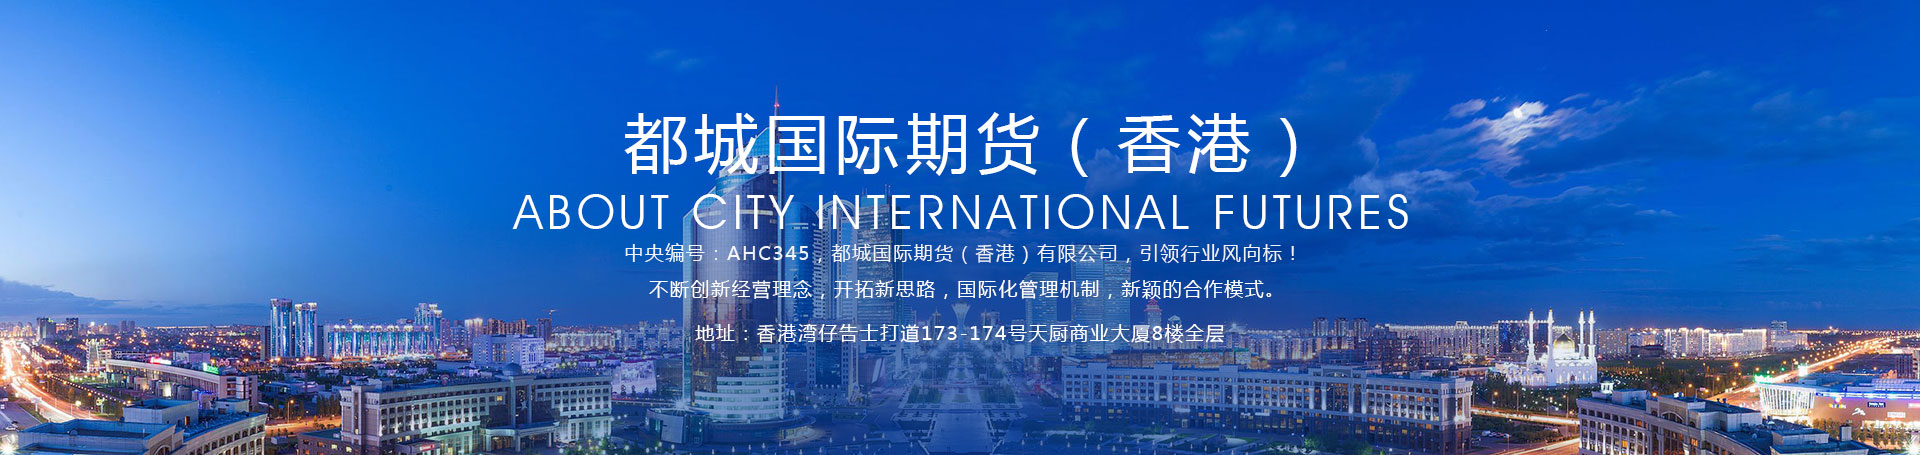 都城国际期货（香港）
ABOUT CITY INTERNATIONAL FUTURES
中央编号：AHC345，都城国际期货（香港）有限公司，引领行业风向标！
不断创新经营理念，开拓新思路，国际化管理机制，新颖的合作模式。
地址：香港湾仔告士打道173-174号天厨商业大厦8楼全层